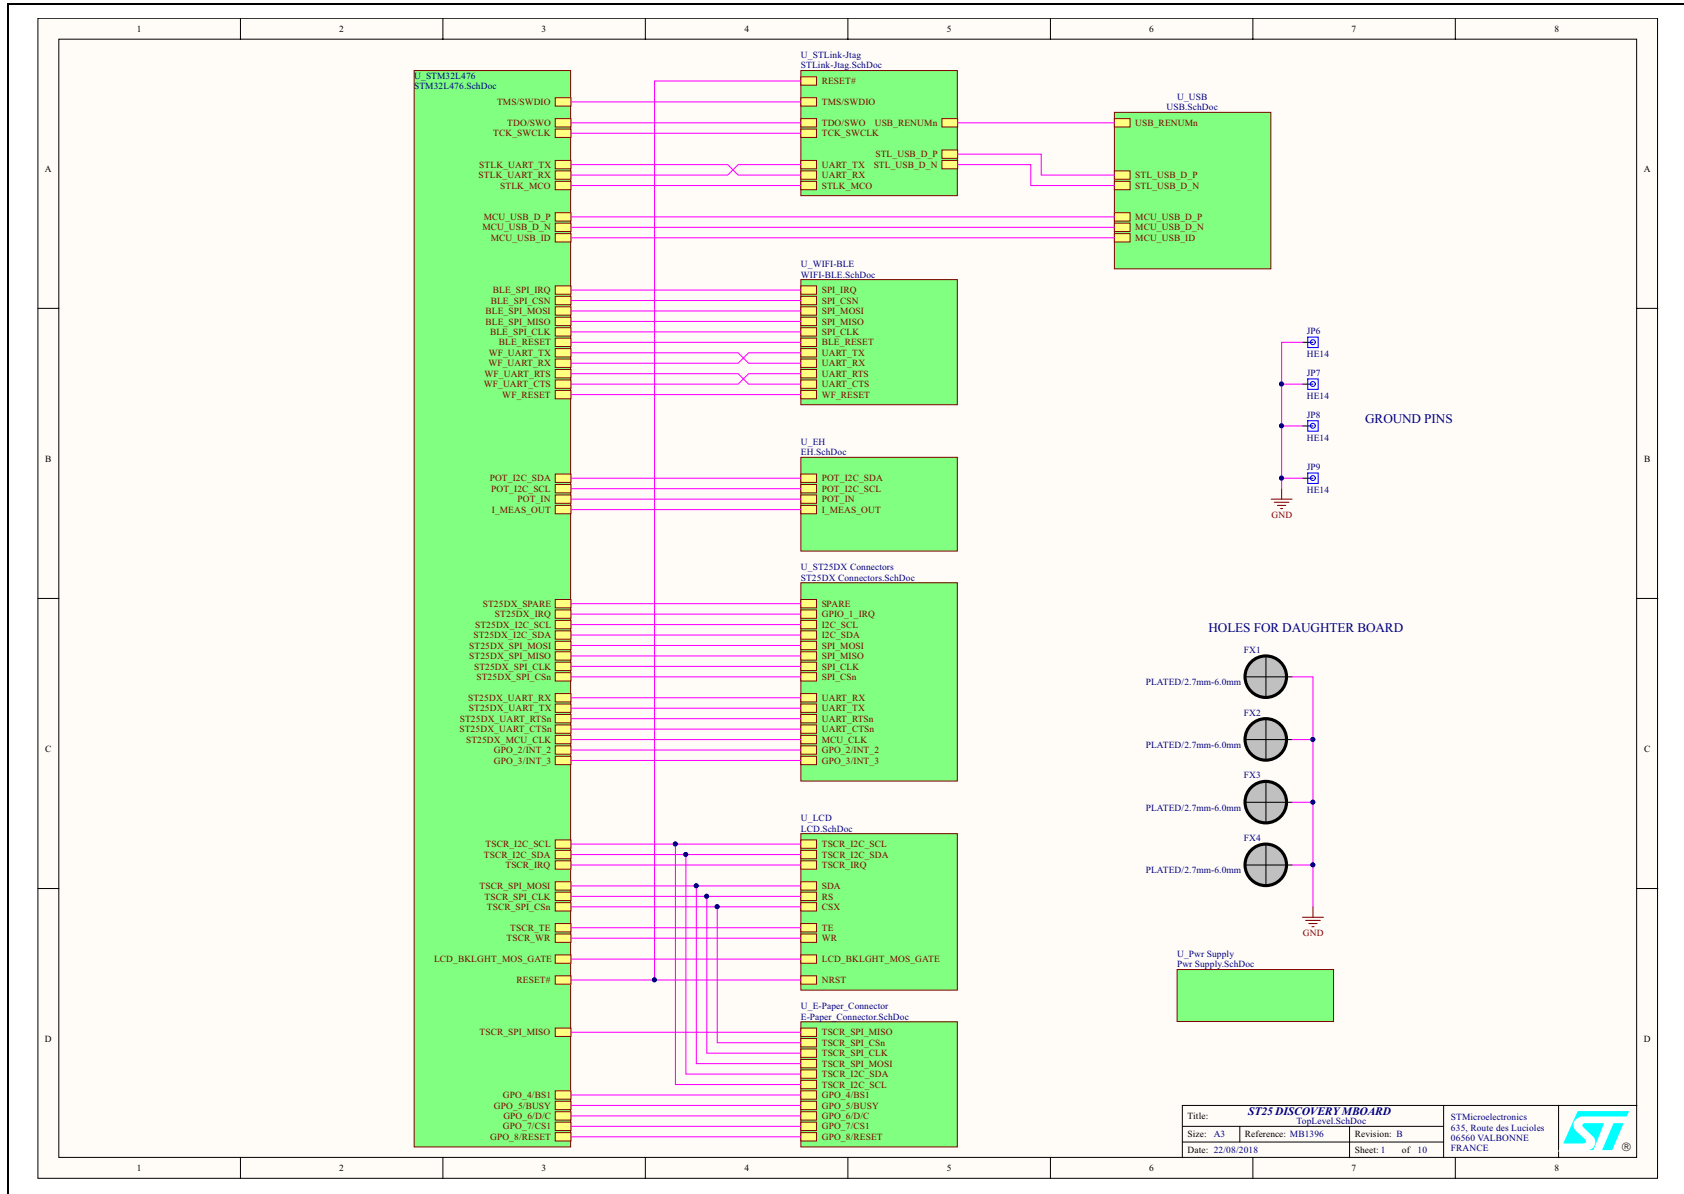 1 2 3 4 5 6 7 8
A
B
C
D
U_STM32L476
STM32L476.SchDoc
TMS/SWDIO
TDO/SWO
TCK_SWCLK
STLK_UART_TX
STLK_UART_RX
STLK_MCO
MCU_USB_D_P
MCU_USB_D_N
MCU_USB_ID
BLE_SPI_IRQ
BLE_SPI_CSN
BLE_SPI_MOSI
BLE_SPI_MISO
BLE_SPI_CLK
BLE_RESET
WF_UART_TX
WF_UART_RX
WF_UART_RTS
WF_UART_CTS
WF_RESET
POT_I2C_SDA
POT_I2C_SCL
POT_IN
I_MEAS_OUT
ST25DX_SPARE
ST25DX_IRQ
ST25DX_I2C_SCL
ST25DX_I2C_SDA
ST25DX_SPI_MOSI
ST25DX_SPI_MISO
ST25DX_SPI_CLK
ST25DX_SPI_CSn
ST25DX_UART_RX
ST25DX_UART_TX
ST25DX_UART_RTSn
ST25DX_UART_CTSn
ST25DX_MCU_CLK
GPO_2/INT_2
GPO_3/INT_3
TSCR_I2C_SCL
TSCR_I2C_SDA
TSCR_IRQ
TSCR_SPI_MOSI
TSCR_SPI_CLK
TSCR_SPI_CSn
TSCR_TE
TSCR_WR
LCD_BKLGHT_MOS_GATE
RESET#
TSCR_SPI_MISO
GPO_4/BS1
GPO_5/BUSY
GPO_6/D/C
GPO_7/CS1
GPO_8/RESET
U_STLink-Jtag
STLink-Jtag.SchDoc
RESET#
TMS/SWDIO
TDO/SWO USB_RENUMn
TCK_SWCLK
STL_USB_D_P
UART_TX STL_USB_D_N
UART_RX
STLK_MCO
U_WIFI-BLE
WIFI-BLE.SchDoc
SPI_IRQ
SPI_CSN
SPI_MOSI
SPI_MISO
SPI_CLK
BLE_RESET
UART_TX
UART_RX
UART_RTS
UART_CTS
WF_RESET
U_EH
EH.SchDoc
POT_I2C_SDA
POT_I2C_SCL
POT_IN
I_MEAS_OUT
U_ST25DX Connectors
ST25DX Connectors.SchDoc
SPARE
GPIO_1_IRQ
I2C_SCL
I2C_SDA
SPI_MOSI
SPI_MISO
SPI_CLK
SPI_CSn
UART_RX
UART_TX
UART_RTSn
UART_CTSn
MCU_CLK
GPO_2/INT_2
GPO_3/INT_3
U_LCD
LCD.SchDoc
TSCR_I2C_SCL
TSCR_I2C_SDA
TSCR_IRQ
SDA
RS
CSX
TE
WR
LCD_BKLGHT_MOS_GATE
NRST
U_E-Paper_Connector
E-Paper_Connector.SchDoc
TSCR_SPI_MISO
TSCR_SPI_CSn
TSCR_SPI_CLK
TSCR_SPI_MOSI
TSCR_I2C_SDA
TSCR_I2C_SCL
GPO_4/BS1
GPO_5/BUSY
GPO_6/D/C
GPO_7/CS1
GPO_8/RESET
U_USB
USB.SchDoc
USB_RENUMn
STL_USB_D_P
STL_USB_D_N
MCU_USB_D_P
MCU_USB_D_N
MCU_USB_ID
JP6
HE14
JP7
HE14
JP8
HE14
JP9
HE14
GND
GROUND PINS
HOLES FOR DAUGHTER BOARD
FX1
PLATED/2.7mm-6.0mm
FX2
PLATED/2.7mm-6.0mm
FX3
PLATED/2.7mm-6.0mm
FX4
PLATED/2.7mm-6.0mm
GND
U_Pwr Supply
Pwr Supply.SchDoc
Title: ST25 DISCOVERY MBOARD
TopLevel.SchDoc
Size: A3 Reference: MB1396 Revision: B
Date: 22/08/2018 Sheet: 1 of 10
STMicroelectronics
635, Route des Lucioles
06560 VALBONNE
FRANCE
ST ®
A
B
C
D
1 2 3 4 5 6 7 8